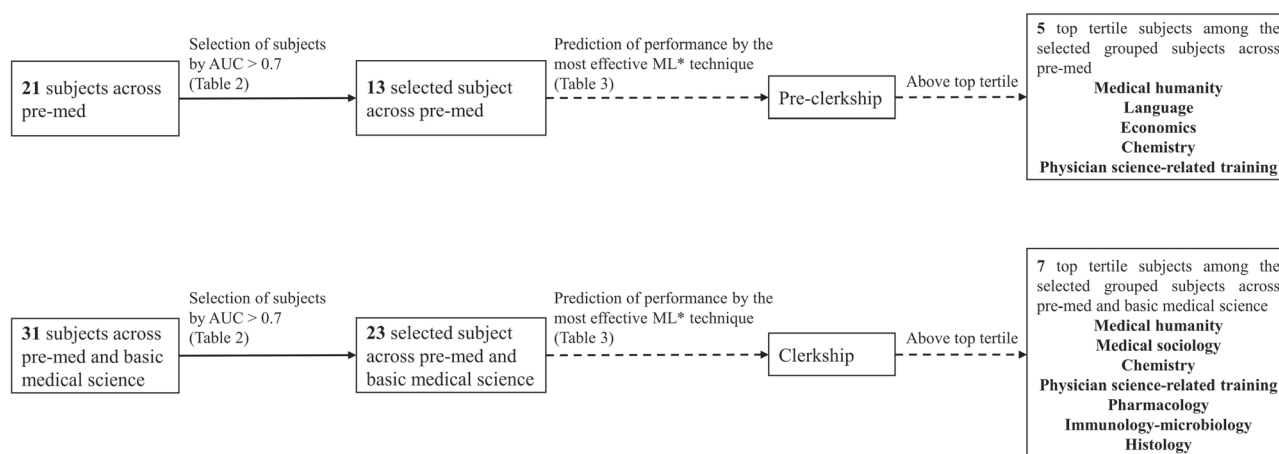 21 subjects across
pre-med
Selection of subjects
by AUC > 0.7
(Table 2)
13 selected subject
across pre-med
Prediction of performance by the
most effective ML* technique
(Table 3)
Pre-clerkship
Above top tertile
5 top tertile subjects among the
selected grouped subjects across
pre-med
Medical humanity
Language
Economics
Chemistry
Physician science-related training
31 subjects across
pre-med and basic
medical science
Selection of subjects
by AUC > 0.7
(Table 2)
23 selected subject
across pre-med and
basic medical science
Prediction of performance by the
most effective ML* technique
(Table 3)
Clerkship
Above top tertile
7 top tertile subjects among the
selected grouped subjects across
pre-med and basic medical science
Medical humanity
Medical sociology
Chemistry
Physician science-related training
Pharmacology
Immunology-microbiology
Histology